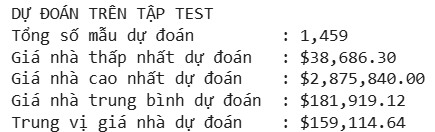 DỰ ĐOÁN TRÊN TẬP TEST
Tổng số mẫu dự đoán : 1,459
Giá nhà thấp nhất dự đoán : $38,686.30
Giá nhà cao nhất dự đoán : $2,875,840.00
Giá nhà trung bình dự đoán : $181,919.12
Trung vị giá nhà dự đoán : $159,114.64